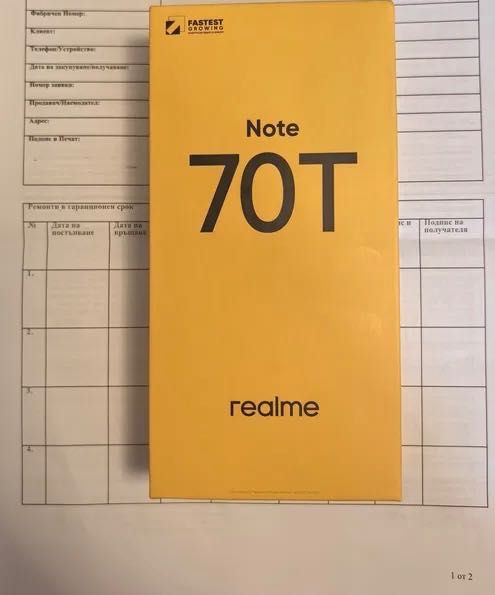 Фабричен Номер:
Клиент:
Телефон/Устройство:
Дата на закупуване/получаване:
Номер заявка:
Продавач/Наемодател:
Адрес:
Подпис и Печат:
FASTEST
GROWING
Note
70T
realme
Ремонти в гаранционен срок
№
Дата на
постъпване
Дата на
връщане
Подпис на
получателя
1.
2.
3.
4.
1 от 2